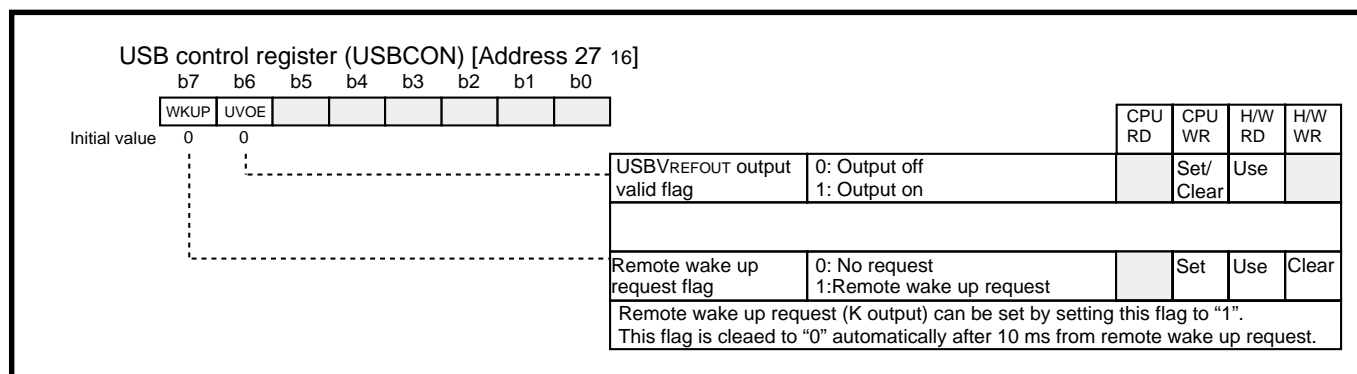 USB control register (USBCON) [Address 27 16]
b7 b6 b5 b4 b3 b2 b1 b0
WKUP UVOE
Initial value 0 0
CPU RD CPU WR H/W RD H/W WR
USBVREFOUT output valid flag
0: Output off
1: Output on
Set/Clear Use
Remote wake up request flag
0: No request
1:Remote wake up request
Set Use Clear
Remote wake up request (K output) can be set by setting this flag to “1”.
This flag is cleaed to “0” automatically after 10 ms from remote wake up request.